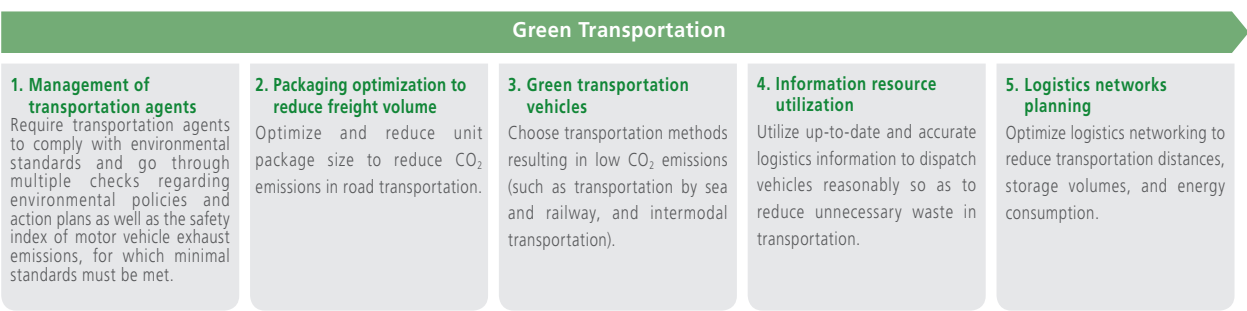 Green Transportation
1. Management of
transportation agents
Require transportation agents
to comply with environmental
standards and go through
multiple checks regarding
environmental policies and
action plans as well as the safety
index of motor vehicle exhaust
emissions, for which minimal
standards must be met.
2. Packaging optimization to
reduce freight volume
Optimize and reduce unit
package size to reduce CO₂
emissions in road transportation.
3. Green transportation
vehicles
Choose transportation methods
resulting in low CO₂ emissions
(such as transportation by sea
and railway, and intermodal
transportation).
4. Information resource
utilization
Utilize up-to-date and accurate
logistics information to dispatch
vehicles reasonably so as to
reduce unnecessary waste in
transportation.
5. Logistics networks
planning
Optimize logistics networking to
reduce transportation distances,
storage volumes, and energy
consumption.